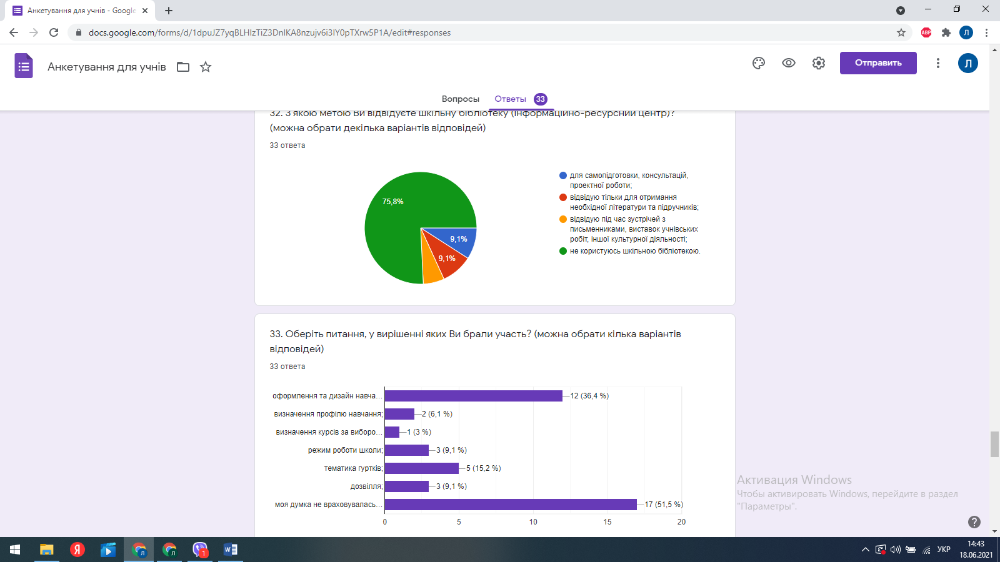 Анкетування для учнів - Google
docs.google.com/forms/d/1dpuJZ7yqBLHIzTiZ3DnIKA8nzujv6i3IY0pTXrw5P1A/edit#responses
ABP
Л
Анкетування для учнів
Отправить
Л
Вопросы
Ответы 33
32. З якою метою Ви відвідуєте шкільну бібліотеку (інформаційно-ресурсний центр)?
(можна обрати декілька варіантів відповідей)
33 ответа
75,8%
9,1%
9,1%
для самопідготовки, консультацій,
проектної роботи;
відвідую тільки для отримання
необхідної літератури та підручників;
відвідую під час зустрічей з
письменниками, виставок учнівських
робіт, іншої культурної діяльності;
не користуюсь шкільною бібліотекою.
33. Оберіть питання, у вирішенні яких Ви брали участь? (можна обрати кілька варіантів
відповідей)
33 ответа
оформлення та дизайн навча... 12 (36,4 %)
визначення профілю навчання; 2 (6,1 %)
визначення курсів за виборо... 1 (3 %)
режим роботи школи; 3 (9,1 %)
тематика гуртків; 5 (15,2 %)
дозвілля; 3 (9,1 %)
моя думка не враховувалась... 17 (51,5 %)
0 5 10 15 20
Активация Windows
Чтобы активировать Windows, перейдите в раздел
"Параметры".
Я
Л
Л
1
W
УКР
14:43
18.06.2021